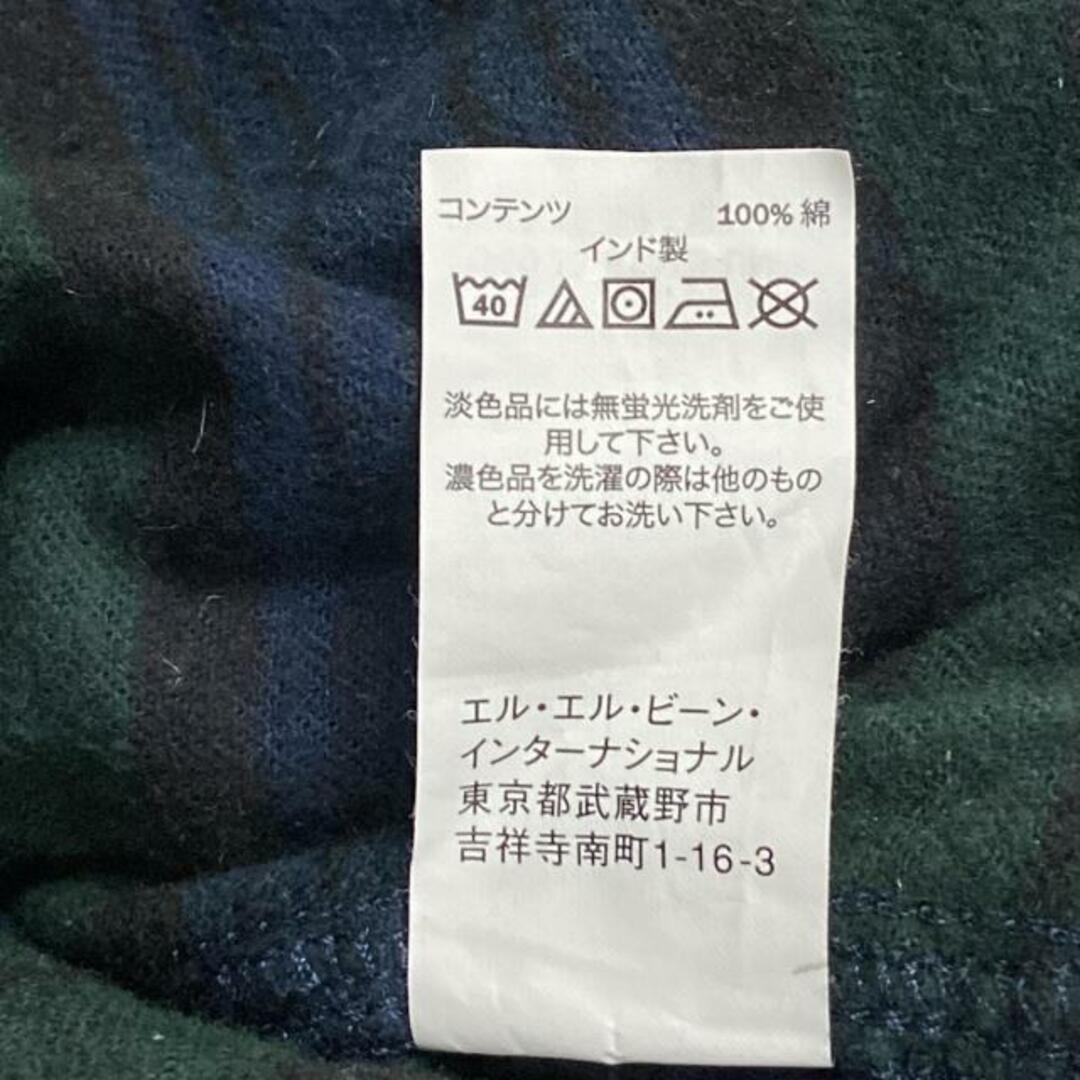 コンテンツ 100% 綿
インド製
40
淡色品には無蛍光洗剤をご使
用して下さい。
濃色品を洗濯の際は他のもの
と分けてお洗い下さい。
エル・エル・ビーン・
インターナショナル
東京都武蔵野市
吉祥寺南町1-16-3